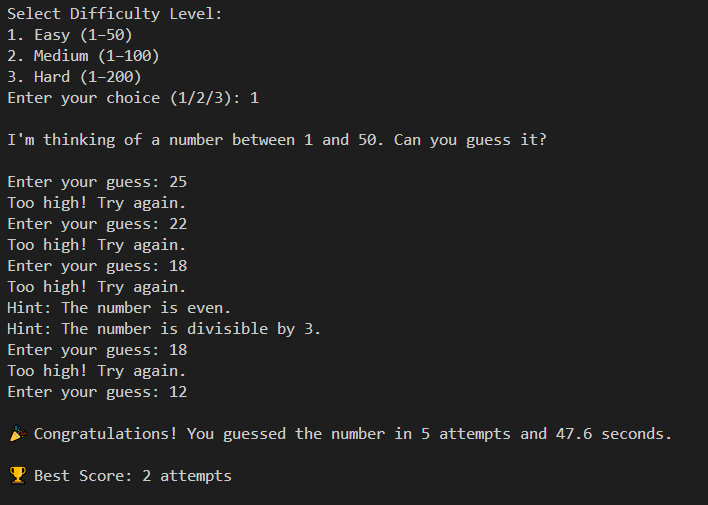 Select Difficulty Level:
1. Easy (1–50)
2. Medium (1–100)
3. Hard (1–200)
Enter your choice (1/2/3): 1
I'm thinking of a number between 1 and 50. Can you guess it?
Enter your guess: 25
Too high! Try again.
Enter your guess: 22
Too high! Try again.
Enter your guess: 18
Too high! Try again.
Hint: The number is even.
Hint: The number is divisible by 3.
Enter your guess: 18
Too high! Try again.
Enter your guess: 12
🎉 Congratulations! You guessed the number in 5 attempts and 47.6 seconds.
🏆 Best Score: 2 attempts